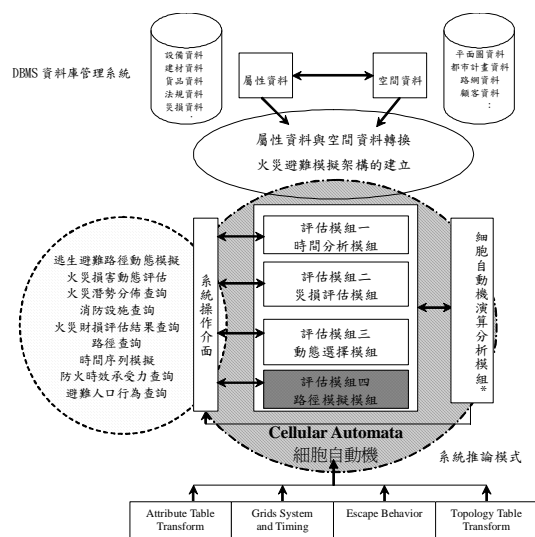 DBMS 資料庫管理系統
設備資料
建材資料
貨品資料
法規資料
災損資料
:
屬性資料
空間資料
平面圖資料
都市計畫資料
路網資料
顧客資料
:
屬性資料與空間資料轉換
火災避難模擬架構的建立
逃生避難路徑動態模擬
火災損害動態評估
火災潛勢分佈查詢
消防設施查詢
火災財損評估結果查詢
路徑查詢
時間序列模擬
防火時效承受力查詢
避難人口行為查詢
系統操作介面
評估模組一
時間分析模組
評估模組二
災損評估模組
評估模組三
動態選擇模組
評估模組四
路徑模擬模組
細胞自動機演算分析模組*
Cellular Automata
細胞自動機
系統推論模式
Attribute Table
Transform
Grids System
and Timing
Escape Behavior
Topology Table
Transform